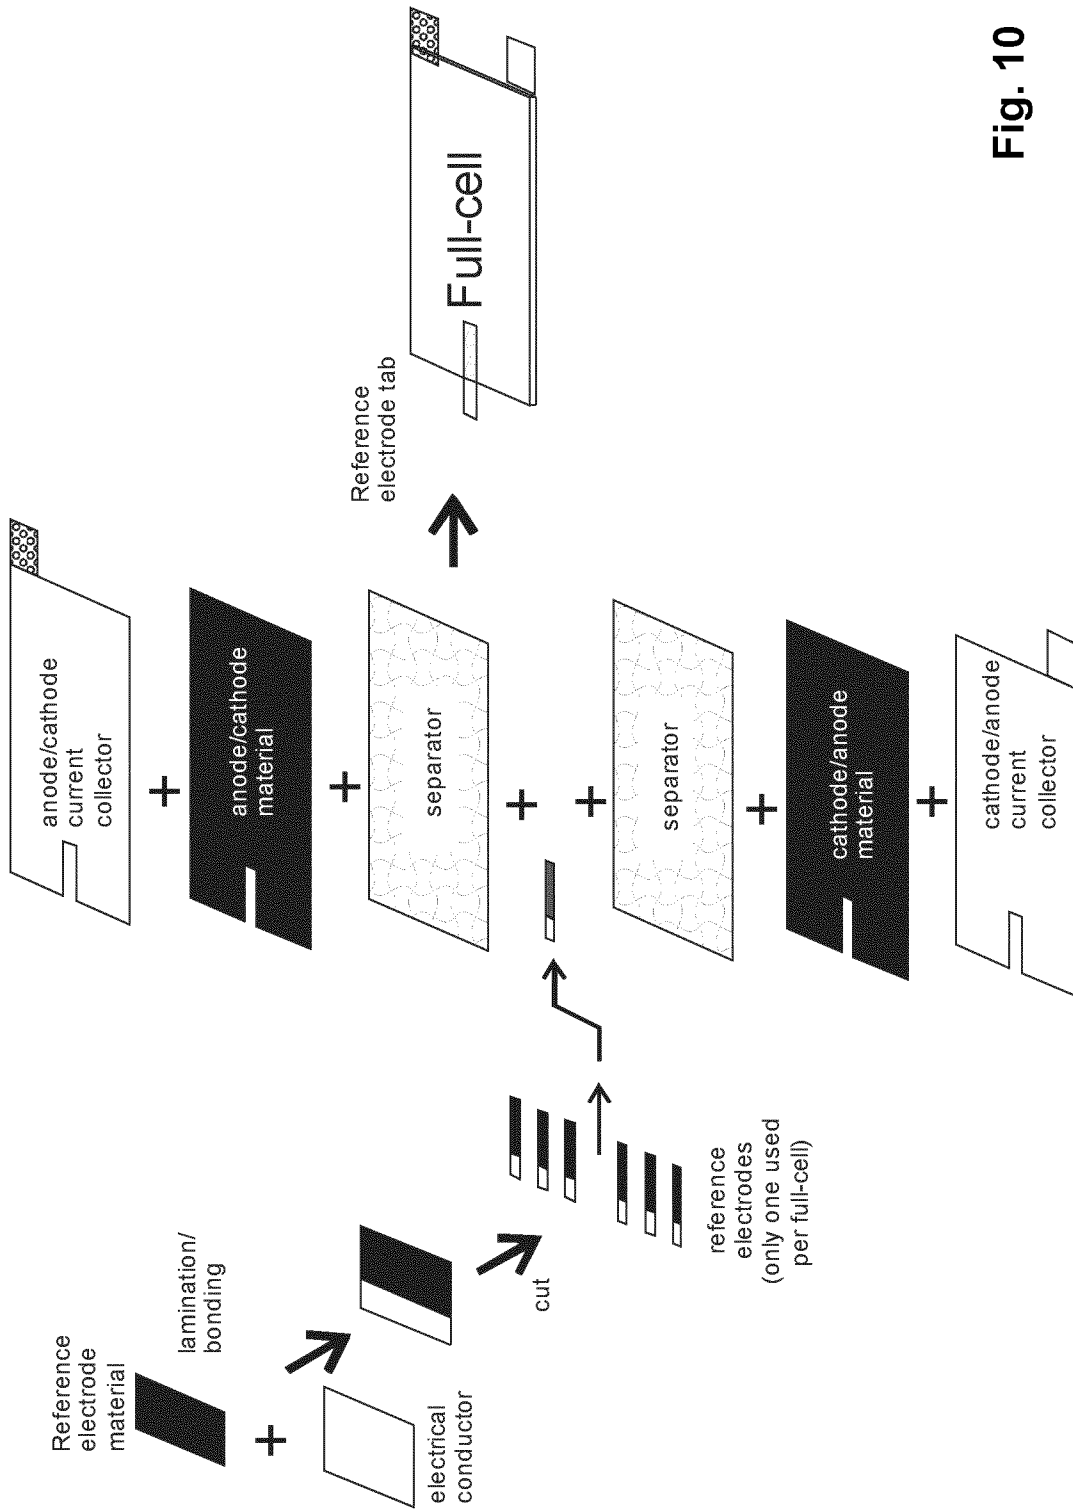 Reference
electrode
material
lamination/
bonding
electrical
conductor
cut
reference
electrodes
(only one used
per full-cell)
anode/cathode
current
collector
anode/cathode
material
separator
separator
cathode/anode
material
cathode/anode
current
collector
Reference
electrode tab
Full-cell
Fig. 10